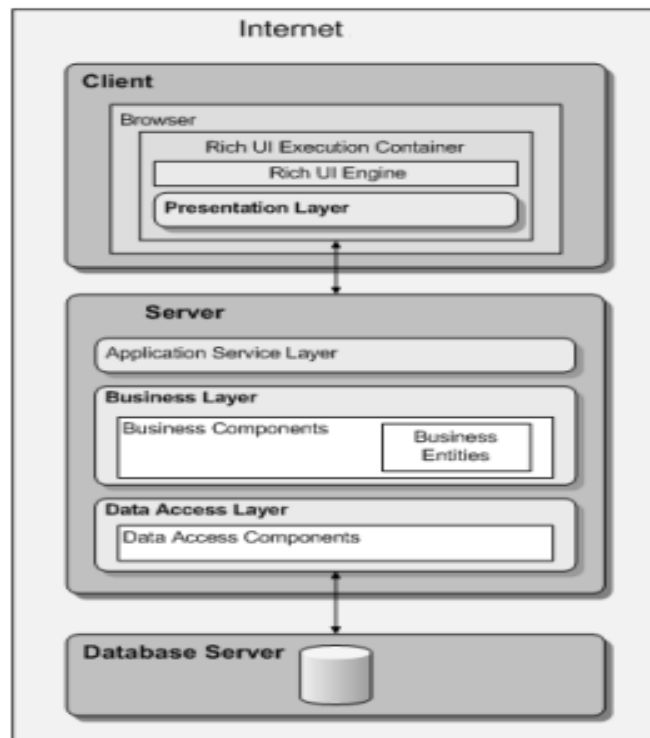 Internet
Client
Browser
Rich UI Execution Container
Rich UI Engine
Presentation Layer
Server
Application Service Layer
Business Layer
Business Components
Business
Entities
Data Access Layer
Data Access Components
Database Server